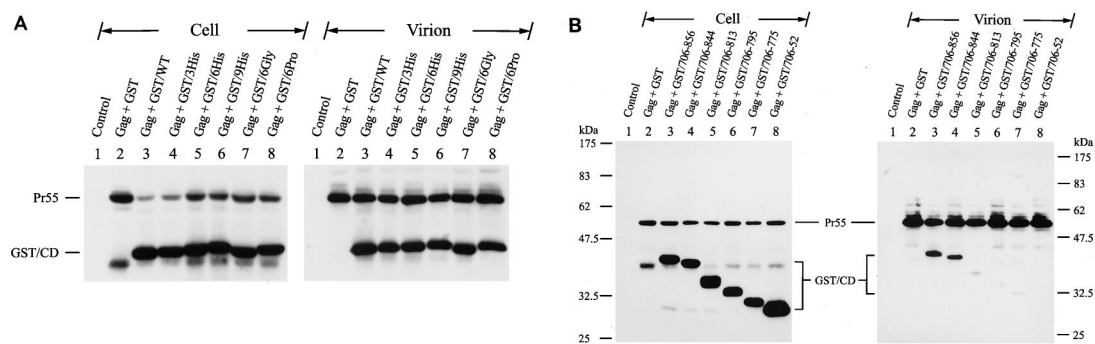 A
Cell
Virion
Control
Gag + GST
Gag + GST/WT
Gag + GST/3His
Gag + GST/6His
Gag + GST/9His
Gag + GST/6Gly
Gag + GST/6Pro
Control
Gag + GST
Gag + GST/WT
Gag + GST/3His
Gag + GST/6His
Gag + GST/9His
Gag + GST/6Gly
Gag + GST/6Pro
1 2 3 4 5 6 7 8
1 2 3 4 5 6 7 8
Pr55
GST/CD
B
Cell
Virion
Control
Gag + GST
Gag + GST/706-856
Gag + GST/706-844
Gag + GST/706-813
Gag + GST/706-795
Gag + GST/706-775
Gag + GST/706-52
Control
Gag + GST
Gag + GST/706-856
Gag + GST/706-844
Gag + GST/706-813
Gag + GST/706-795
Gag + GST/706-775
Gag + GST/706-52
kDa
1 2 3 4 5 6 7 8
1 2 3 4 5 6 7 8
kDa
175
83
62
47.5
32.5
25
Pr55
GST/CD
175
83
62
47.5
32.5
25